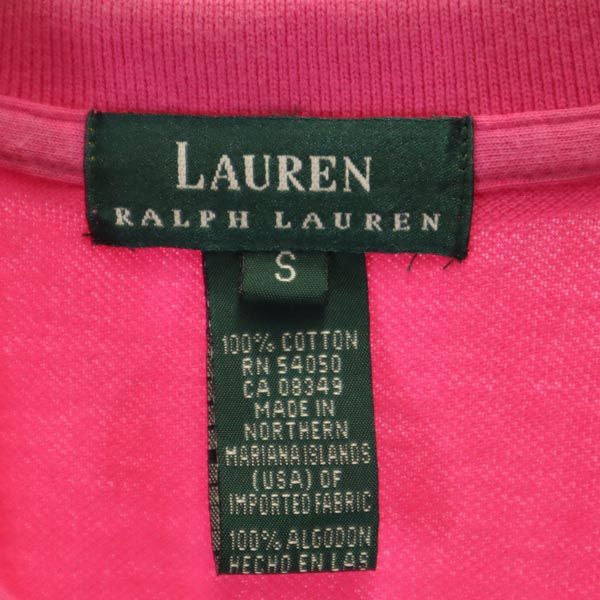 LAUREN
RALPH LAUREN
S
100% COTTON
RN 54050
CA 08349
MADE IN
NORTHERN
MARIANA ISLANDS
(USA) OF
IMPORTED FABRIC
100% ALGODON
HECHO EN LAS